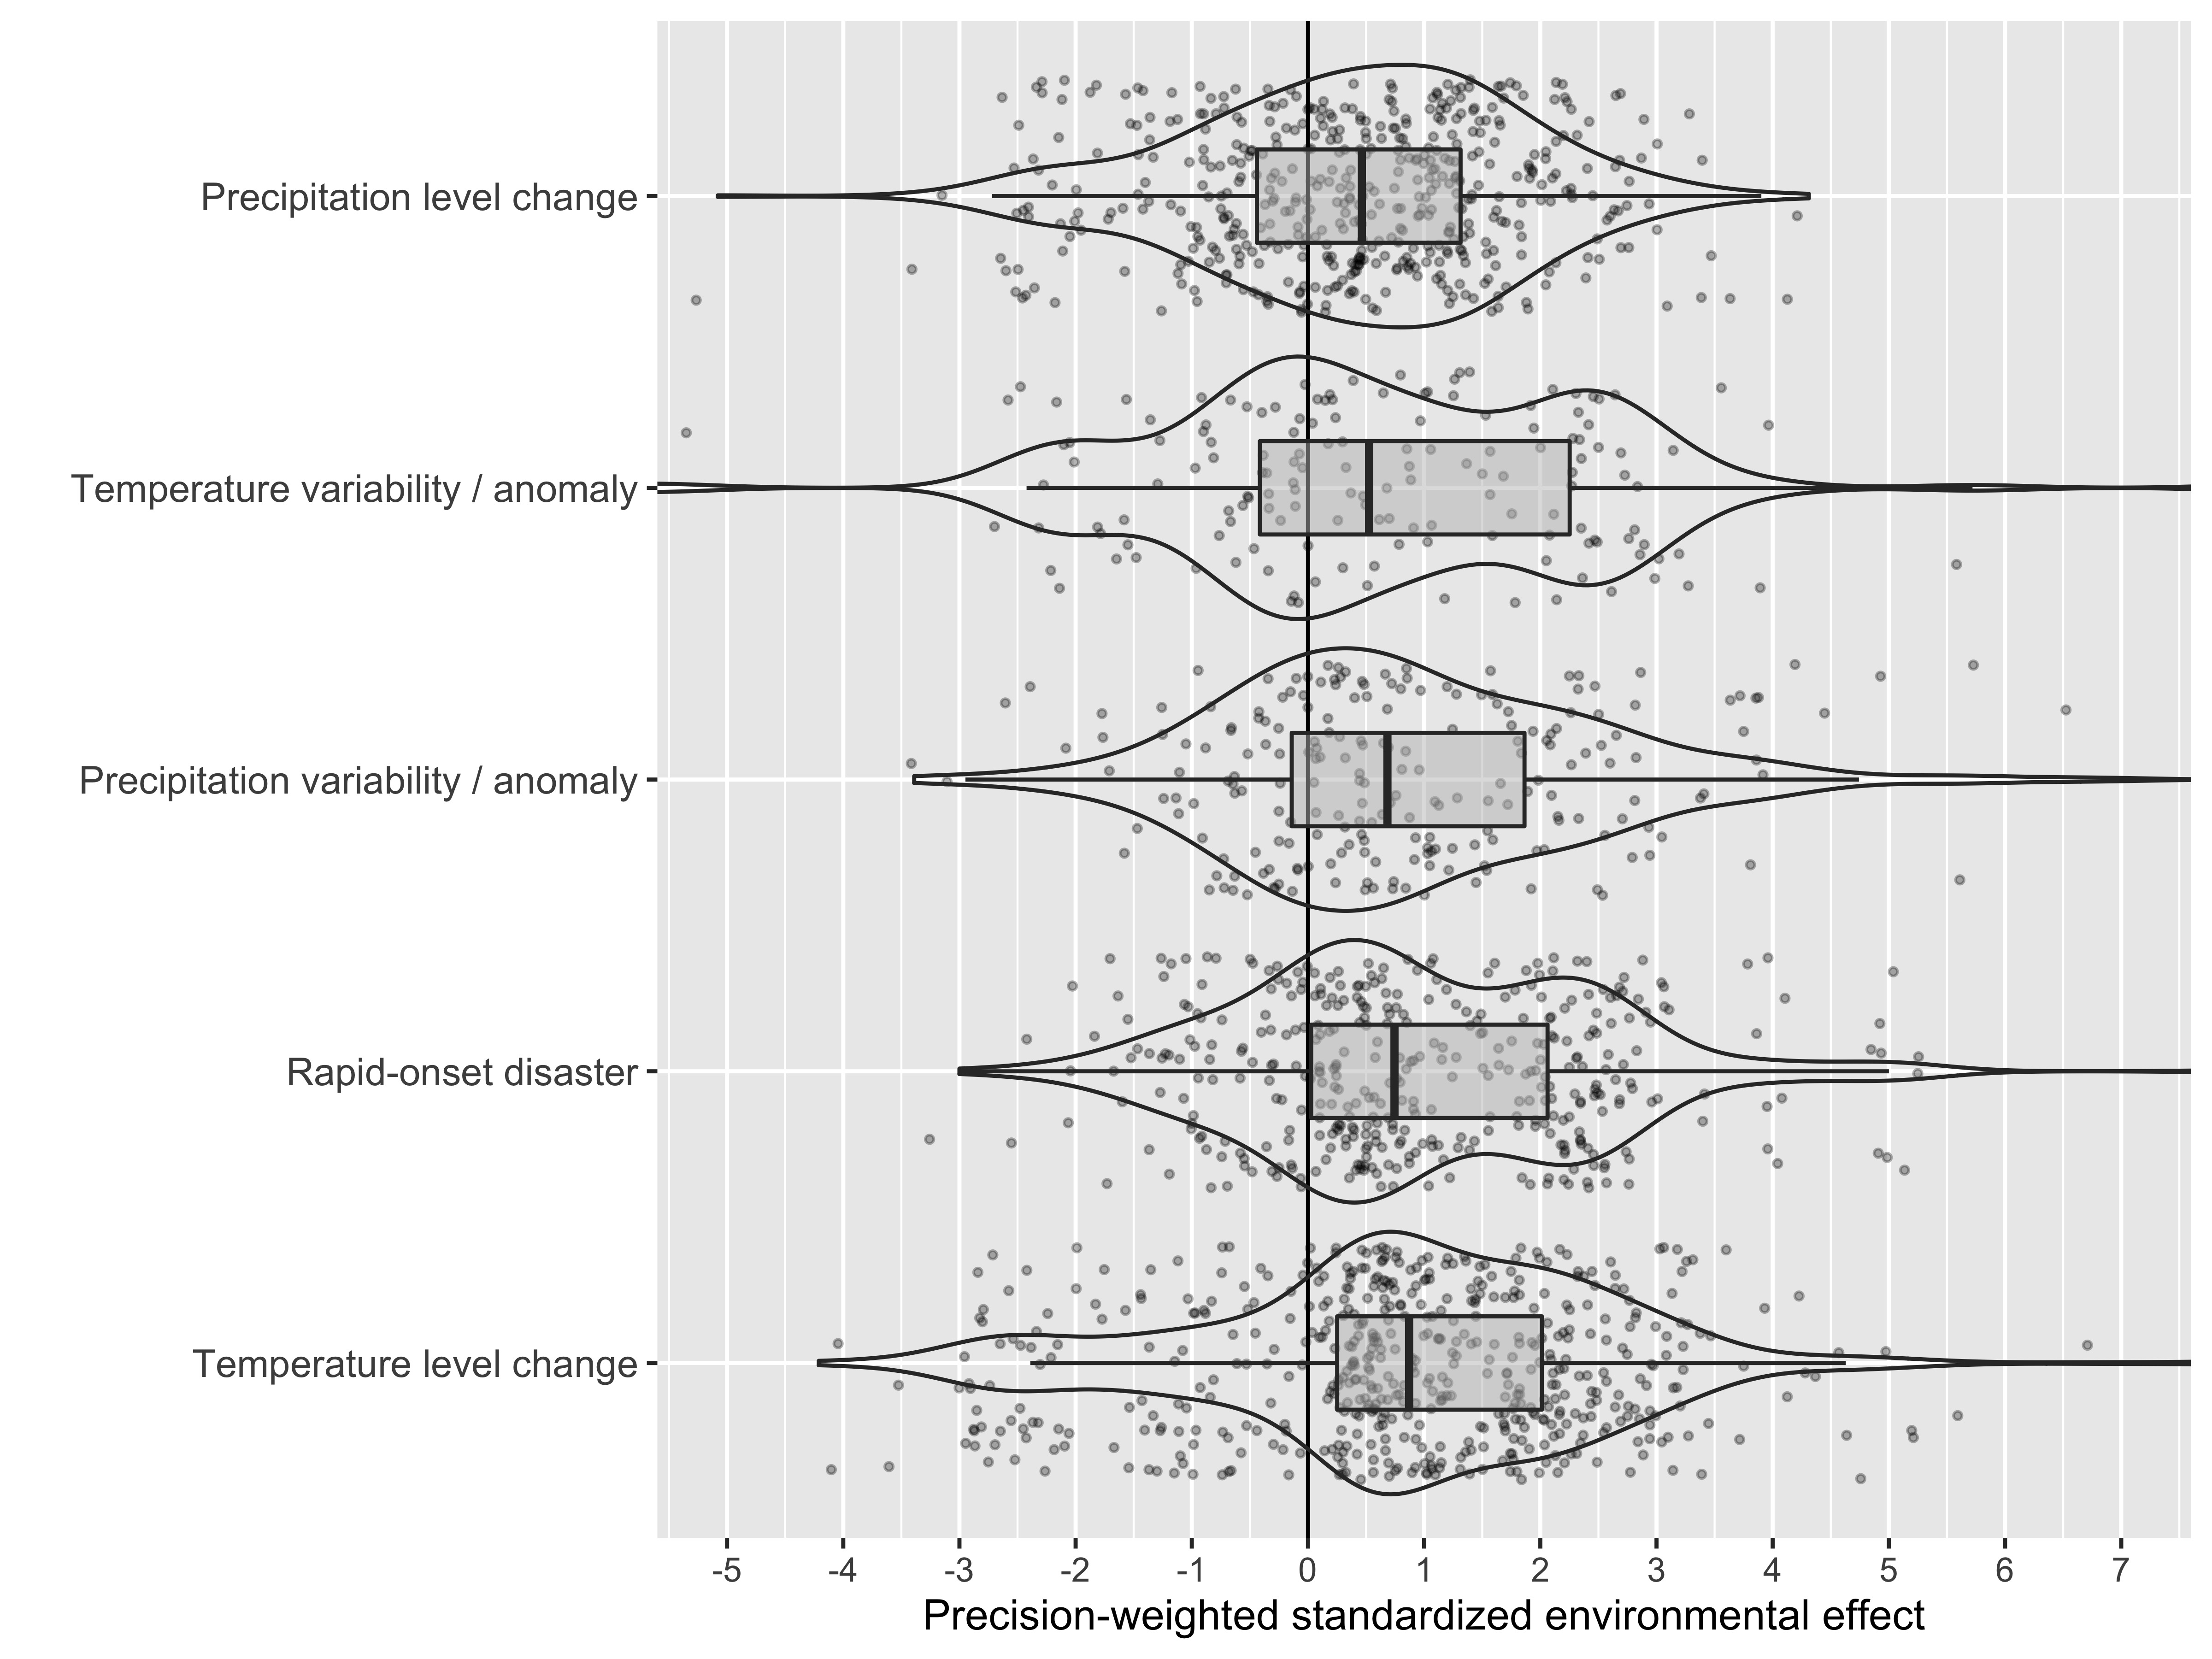 Precipitation level change
Temperature variability / anomaly
Precipitation variability / anomaly
Rapid-onset disaster
Temperature level change
-5 -4 -3 -2 -1 0 1 2 3 4 5 6 7
Precision-weighted standardized environmental effect